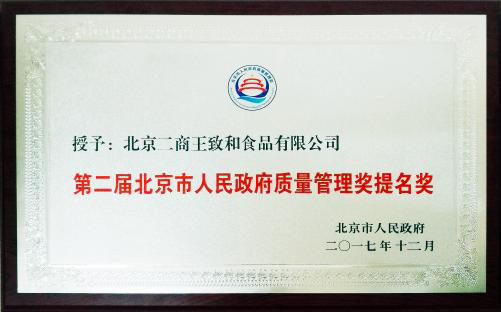 授予：北京二商王致和食品有限公司
第二届北京市人民政府质量管理奖提名奖
北京市人民政府
二〇一七年十二月